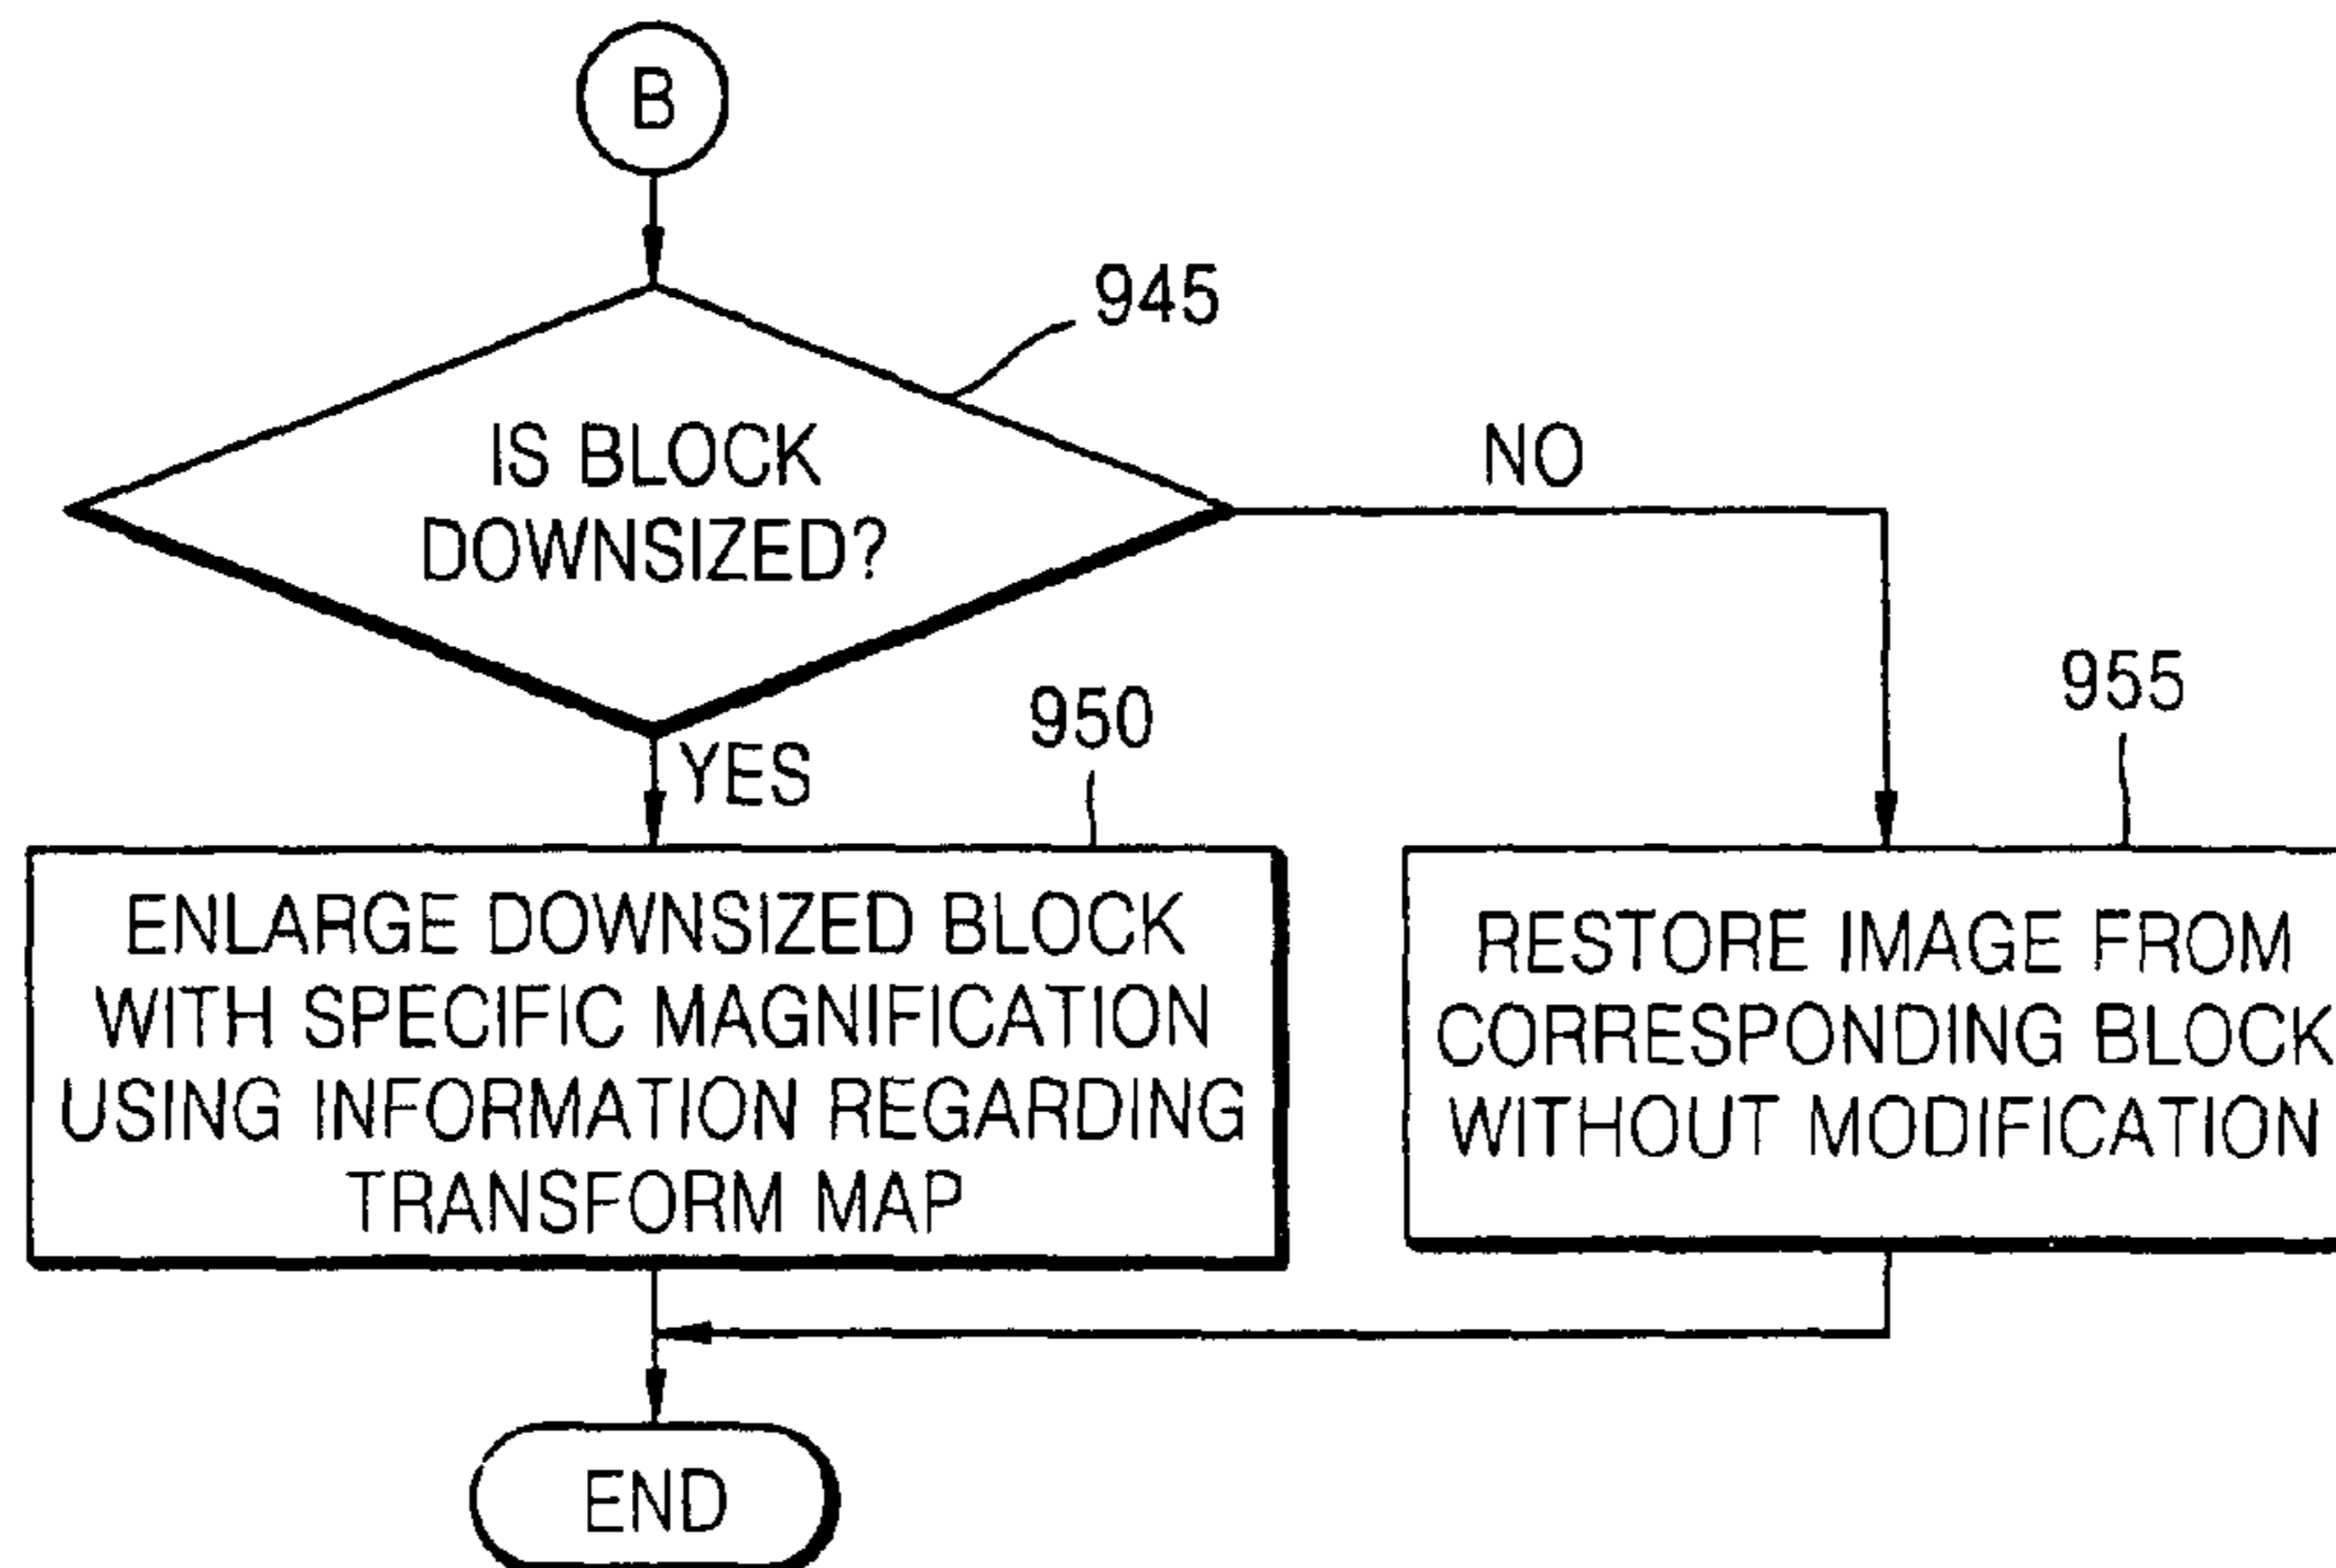 B
945
IS BLOCK
DOWNSIZED?
NO
YES
950
955
ENLARGE DOWNSIZED BLOCK
WITH SPECIFIC MAGNIFICATION
USING INFORMATION REGARDING
TRANSFORM MAP
RESTORE IMAGE FROM
CORRESPONDING BLOCK
WITHOUT MODIFICATION
END